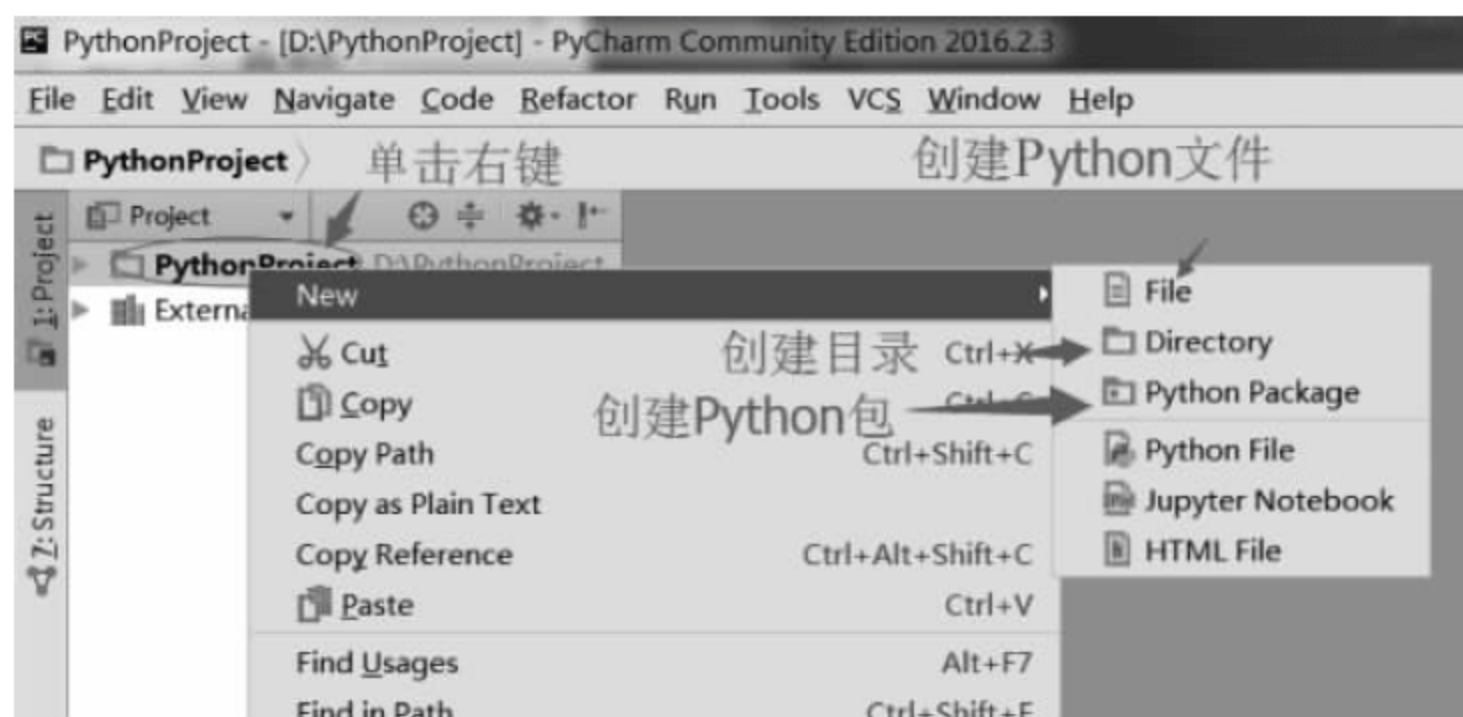 PythonProject - [D:\PythonProject] - PyCharm Community Edition 2016.2.3
File Edit View Navigate Code Refactor Run Tools VCS Window Help
PythonProject 单击右键 创建Python文件
Project
1: Project
PythonProject D:\PythonProject
Externa
7: Structure
New
Cut 创建目录 Ctrl+X
Copy 创建Python包 Ctrl+C
Copy Path Ctrl+Shift+C
Copy as Plain Text
Copy Reference Ctrl+Alt+Shift+C
Paste Ctrl+V
Find Usages Alt+F7
Find in Path Ctrl+Shift+F
File
Directory
Python Package
Python File
Jupyter Notebook
HTML File